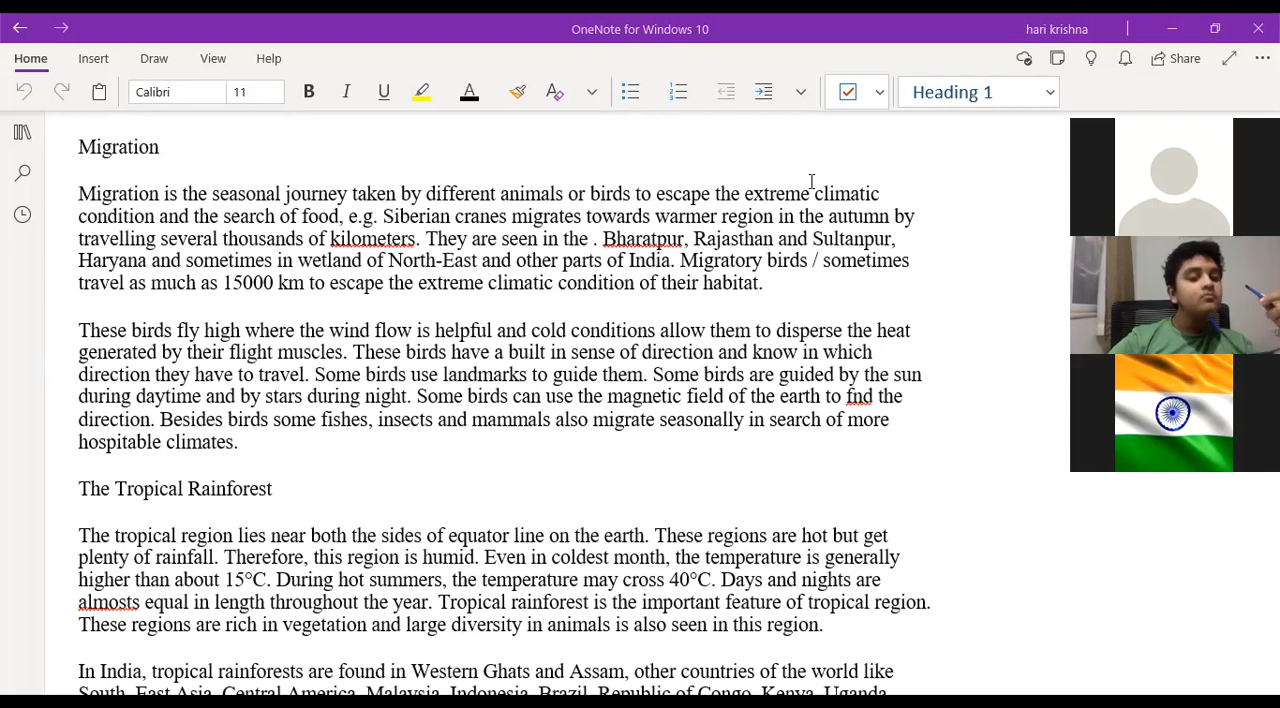 OneNote for Windows 10
hari krishna
Home Insert Draw View Help
Share
Calibri 11 B I U A A Heading 1
Migration
Migration is the seasonal journey taken by different animals or birds to escape the extreme climatic
condition and the search of food, e.g. Siberian cranes migrates towards warmer region in the autumn by
travelling several thousands of kilometers. They are seen in the . Bharatpur, Rajasthan and Sultanpur,
Haryana and sometimes in wetland of North-East and other parts of India. Migratory birds / sometimes
travel as much as 15000 km to escape the extreme climatic condition of their habitat.
These birds fly high where the wind flow is helpful and cold conditions allow them to disperse the heat
generated by their flight muscles. These birds have a built in sense of direction and know in which
direction they have to travel. Some birds use landmarks to guide them. Some birds are guided by the sun
during daytime and by stars during night. Some birds can use the magnetic field of the earth to fnd the
direction. Besides birds some fishes, insects and mammals also migrate seasonally in search of more
hospitable climates.
The Tropical Rainforest
The tropical region lies near both the sides of equator line on the earth. These regions are hot but get
plenty of rainfall. Therefore, this region is humid. Even in coldest month, the temperature is generally
higher than about 15°C. During hot summers, the temperature may cross 40°C. Days and nights are
almosts equal in length throughout the year. Tropical rainforest is the important feature of tropical region.
These regions are rich in vegetation and large diversity in animals is also seen in this region.
In India, tropical rainforests are found in Western Ghats and Assam, other countries of the world like
South, East Asia, Central America, Malaysia, Indonesia, Brazil, Republic of Congo, Kenya, Uganda